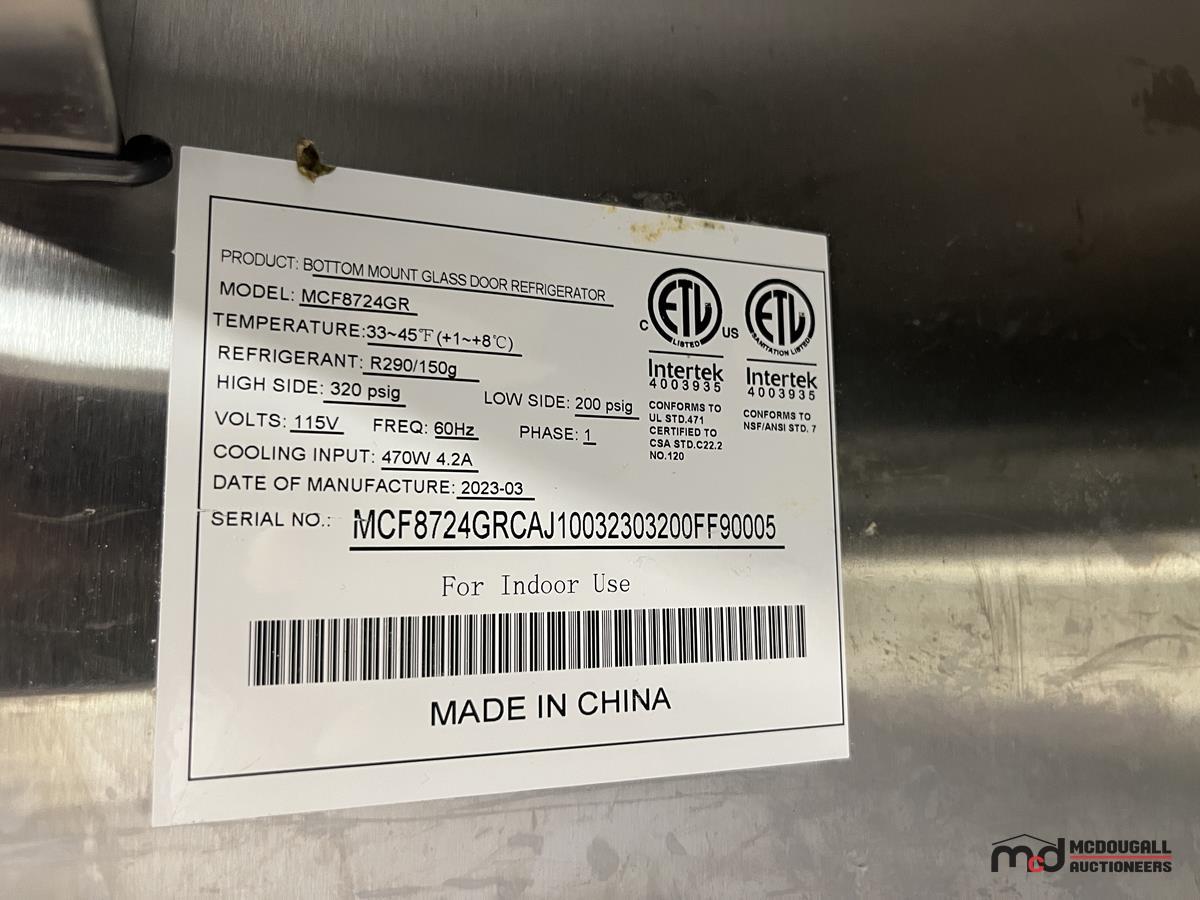 PRODUCT: BOTTOM MOUNT GLASS DOOR REFRIGERATOR
MODEL: MCF8724GR
TEMPERATURE:33~45℉(+1~+8℃)
REFRIGERANT: R290/150g
HIGH SIDE: 320 psig LOW SIDE: 200 psig
VOLTS: 115V FREQ: 60Hz PHASE: 1
COOLING INPUT: 470W 4.2A
DATE OF MANUFACTURE: 2023-03
SERIAL NO.: MCF8724GRCAJ10032303200FF90005
For Indoor Use
MADE IN CHINA
C ETL US
LISTED
Intertek
4003935
CONFORMS TO
UL STD.471
CERTIFIED TO
CSA STD.C22.2
NO.120
ETL
SANITATION LISTED
Intertek
4003935
CONFORMS TO
NSF/ANSI STD. 7
mcd MCDOUGALL
AUCTIONEERS